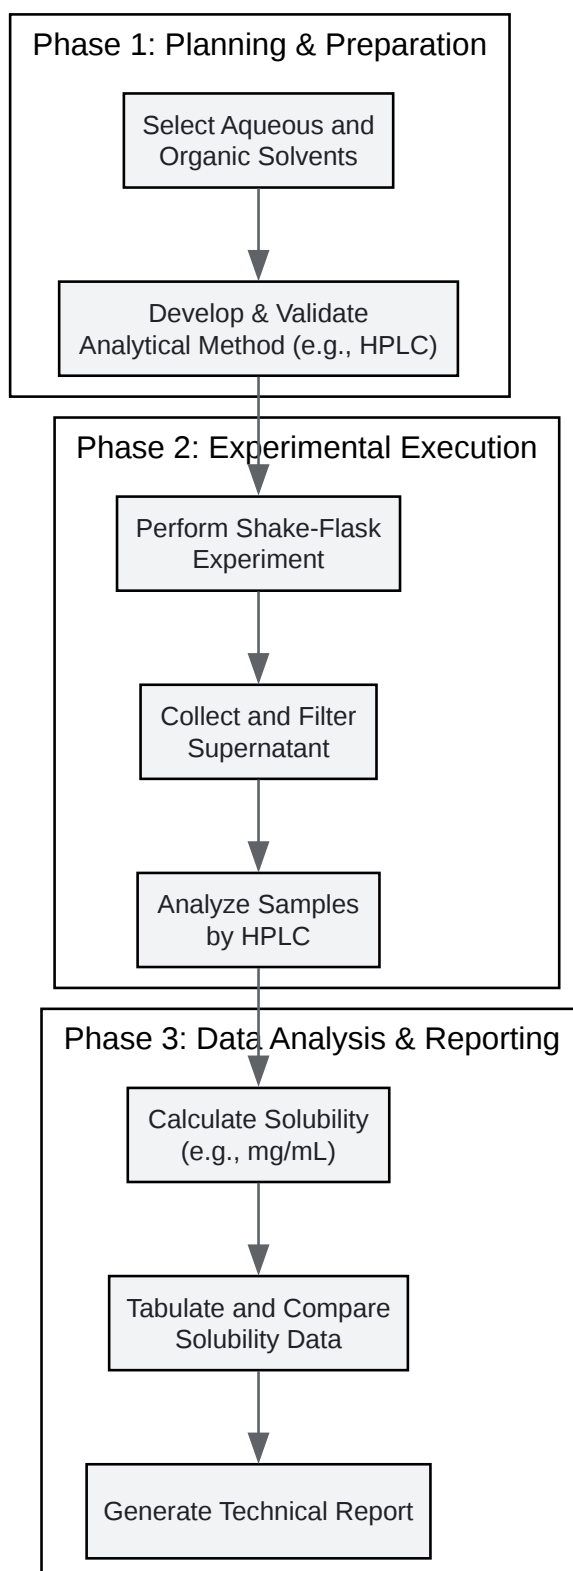 Phase 1: Planning & Preparation
Select Aqueous and
Organic Solvents
Develop & Validate
Analytical Method (e.g., HPLC)
Phase 2: Experimental Execution
Perform Shake-Flask
Experiment
Collect and Filter
Supernatant
Analyze Samples
by HPLC
Phase 3: Data Analysis & Reporting
Calculate Solubility
(e.g., mg/mL)
Tabulate and Compare
Solubility Data
Generate Technical Report